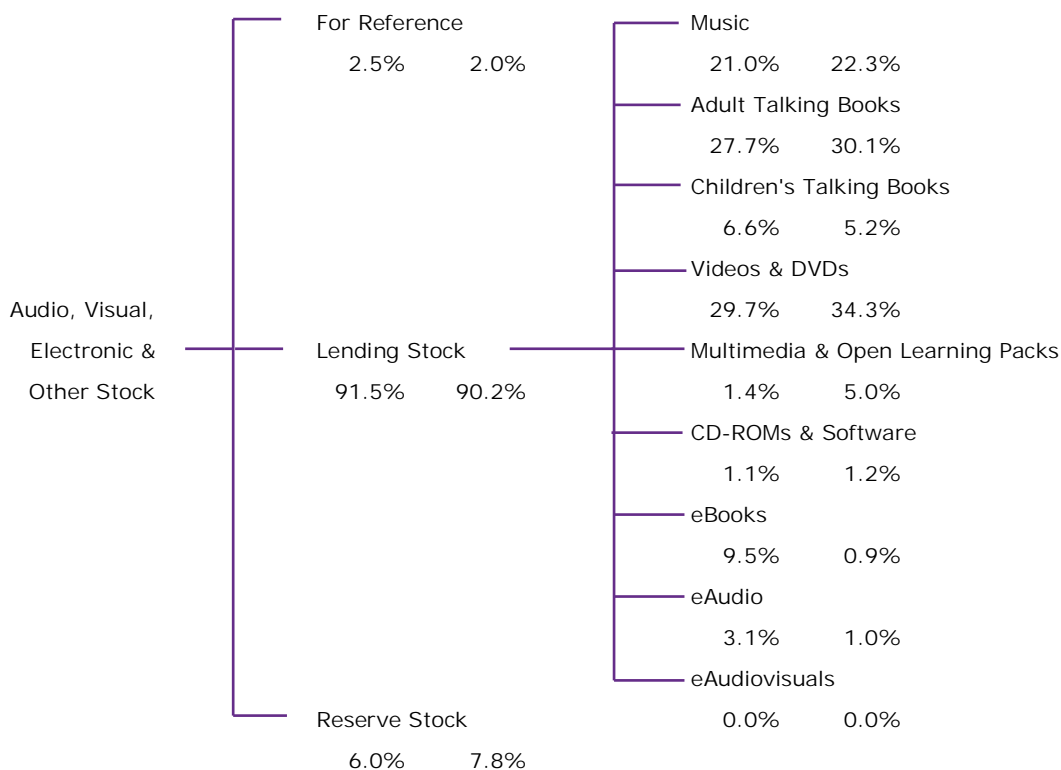 For Reference
2.5% 2.0%
Audio, Visual,
Electronic &
Other Stock
Lending Stock
91.5% 90.2%
Reserve Stock
6.0% 7.8%
Music
21.0% 22.3%
Adult Talking Books
27.7% 30.1%
Children's Talking Books
6.6% 5.2%
Videos & DVDs
29.7% 34.3%
Multimedia & Open Learning Packs
1.4% 5.0%
CD-ROMs & Software
1.1% 1.2%
eBooks
9.5% 0.9%
eAudio
3.1% 1.0%
eAudiovisuals
0.0% 0.0%